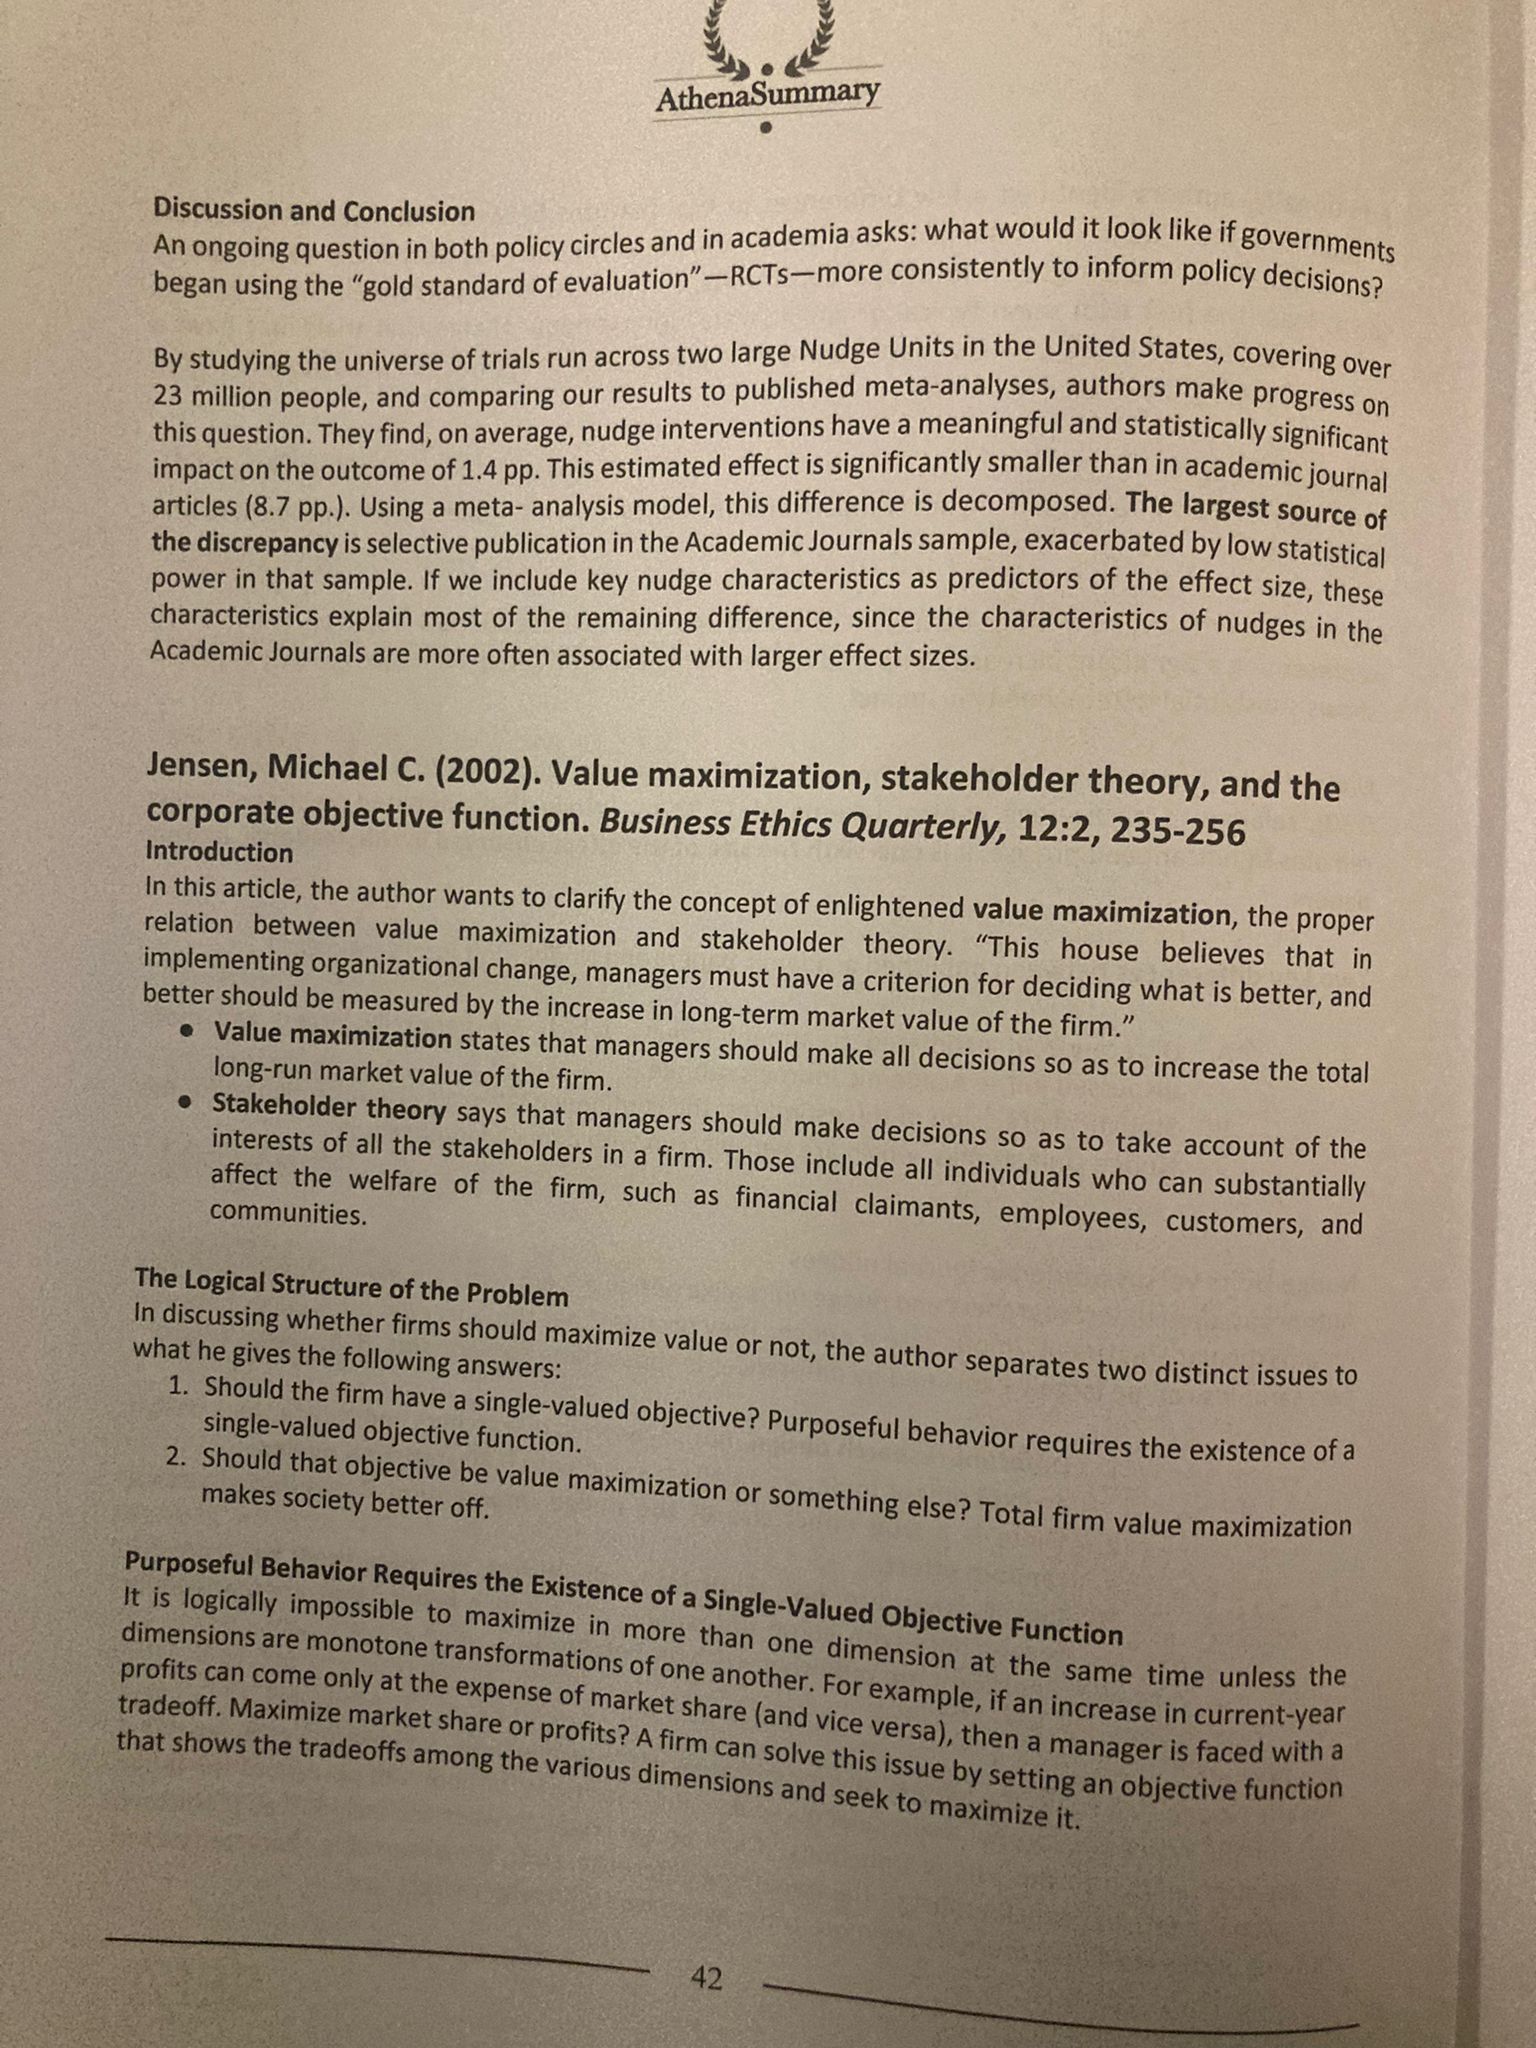 AthenaSummary
Discussion and Conclusion
An ongoing question in both policy circles and in academia asks: what would it look like if governments
began using the “gold standard of evaluation”—RCTs—more consistently to inform policy decisions?
By studying the universe of trials run across two large Nudge Units in the United States, covering over
23 million people, and comparing our results to published meta-analyses, authors make progress on
this question. They find, on average, nudge interventions have a meaningful and statistically significant
impact on the outcome of 1.4 pp. This estimated effect is significantly smaller than in academic journal
articles (8.7 pp.). Using a meta- analysis model, this difference is decomposed. The largest source of
the discrepancy is selective publication in the Academic Journals sample, exacerbated by low statistical
power in that sample. If we include key nudge characteristics as predictors of the effect size, these
characteristics explain most of the remaining difference, since the characteristics of nudges in the
Academic Journals are more often associated with larger effect sizes.
Jensen, Michael C. (2002). Value maximization, stakeholder theory, and the
corporate objective function. Business Ethics Quarterly, 12:2, 235-256
Introduction
In this article, the author wants to clarify the concept of enlightened value maximization, the proper
relation between value maximization and stakeholder theory. “This house believes that in
implementing organizational change, managers must have a criterion for deciding what is better, and
better should be measured by the increase in long-term market value of the firm.”
• Value maximization states that managers should make all decisions so as to increase the total
long-run market value of the firm.
• Stakeholder theory says that managers should make decisions so as to take account of the
interests of all the stakeholders in a firm. Those include all individuals who can substantially
affect the welfare of the firm, such as financial claimants, employees, customers, and
communities.
The Logical Structure of the Problem
In discussing whether firms should maximize value or not, the author separates two distinct issues to
what he gives the following answers:
1. Should the firm have a single-valued objective? Purposeful behavior requires the existence of a
single-valued objective function.
2. Should that objective be value maximization or something else? Total firm value maximization
makes society better off.
Purposeful Behavior Requires the Existence of a Single-Valued Objective Function
It is logically impossible to maximize in more than one dimension at the same time unless the
dimensions are monotone transformations of one another. For example, if an increase in current-year
profits can come only at the expense of market share (and vice versa), then a manager is faced with a
tradeoff. Maximize market share or profits? A firm can solve this issue by setting an objective function
that shows the tradeoffs among the various dimensions and seek to maximize it.
42